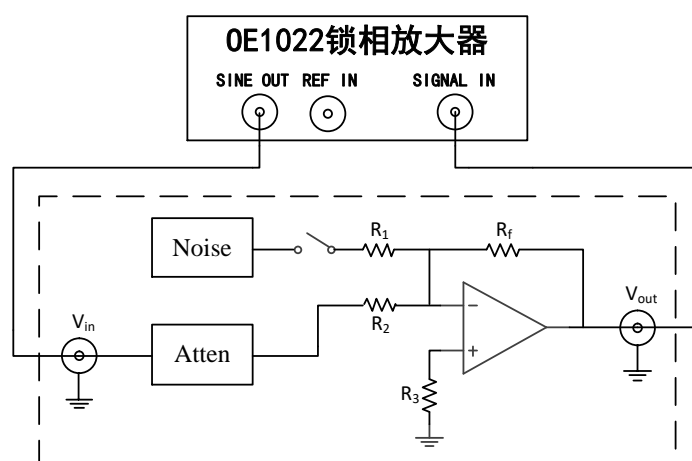 OE1022锁相放大器
SINE OUT REF IN SIGNAL IN
Noise
R1
Rf
Vin
Atten
R2
Vout
R3